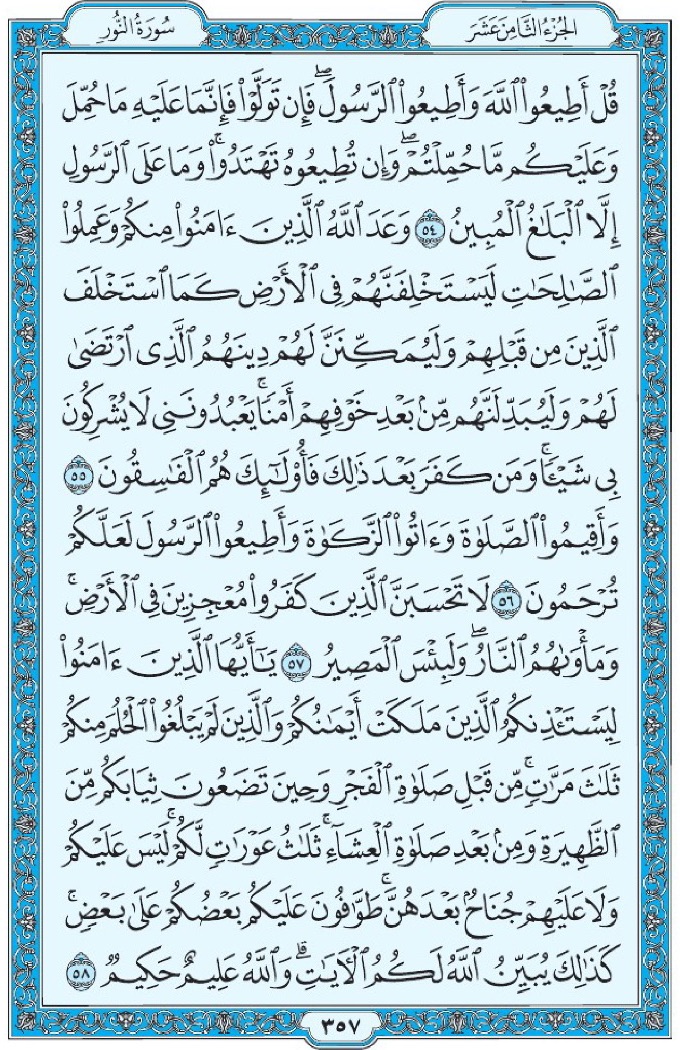 الجزء الثامن عشر
سورة النور
قُلۡ أَطِيعُواْ ٱللَّهَ وَأَطِيعُواْ ٱلرَّسُولَۖ فَإِن تَوَلَّوۡاْ فَإِنَّمَا عَلَيۡهِ مَا حُمِّلَ
وَعَلَيۡكُم مَّا حُمِّلۡتُمۡۖ وَإِن تُطِيعُوهُ تَهۡتَدُواْۚ وَمَا عَلَى ٱلرَّسُولِ
إِلَّا ٱلۡبَلَٰغُ ٱلۡمُبِينُ ٥٤ وَعَدَ ٱللَّهُ ٱلَّذِينَ ءَامَنُواْ مِنكُمۡ وَعَمِلُواْ
ٱلصَّٰلِحَٰتِ لَيَسۡتَخۡلِفَنَّهُمۡ فِي ٱلۡأَرۡضِ كَمَا ٱسۡتَخۡلَفَ
ٱلَّذِينَ مِن قَبۡلِهِمۡ وَلَيُمَكِّنَنَّ لَهُمۡ دِينَهُمُ ٱلَّذِي ٱرۡتَضَىٰ
لَهُمۡ وَلَيُبَدِّلَنَّهُم مِّنۢ بَعۡدِ خَوۡفِهِمۡ أَمۡنٗاۚ يَعۡبُدُونَنِي لَا يُشۡرِكُونَ
بِي شَيۡـٔٗاۚ وَمَن كَفَرَ بَعۡدَ ذَٰلِكَ فَأُوْلَٰٓئِكَ هُمُ ٱلۡفَٰسِقُونَ ٥٥
وَأَقِيمُواْ ٱلصَّلَوٰةَ وَءَاتُواْ ٱلزَّكَوٰةَ وَأَطِيعُواْ ٱلرَّسُولَ لَعَلَّكُمۡ
تُرۡحَمُونَ ٥٦ لَا تَحۡسَبَنَّ ٱلَّذِينَ كَفَرُواْ مُعۡجِزِينَ فِي ٱلۡأَرۡضِۚ
وَمَأۡوَىٰهُمُ ٱلنَّارُۖ وَلَبِئۡسَ ٱلۡمَصِيرُ ٥٧ يَٰٓأَيُّهَا ٱلَّذِينَ ءَامَنُواْ
لِيَسۡتَـٔۡذِنكُمُ ٱلَّذِينَ مَلَكَتۡ أَيۡمَٰنُكُمۡ وَٱلَّذِينَ لَمۡ يَبۡلُغُواْ ٱلۡحُلُمَ مِنكُمۡ
ثَلَٰثَ مَرَّٰتٖۚ مِّن قَبۡلِ صَلَوٰةِ ٱلۡفَجۡرِ وَحِينَ تَضَعُونَ ثِيَابَكُم مِّنَ
ٱلظَّهِيرَةِ وَمِنۢ بَعۡدِ صَلَوٰةِ ٱلۡعِشَآءِۚ ثَلَٰثُ عَوۡرَٰتٖ لَّكُمۡۚ لَيۡسَ عَلَيۡكُمۡ
وَلَا عَلَيۡهِمۡ جُنَاحُۢ بَعۡدَهُنَّۚ طَوَّٰفُونَ عَلَيۡكُم بَعۡضُكُمۡ عَلَىٰ بَعۡضٖۚ
كَذَٰلِكَ يُبَيِّنُ ٱللَّهُ لَكُمُ ٱلۡأٓيَٰتِۗ وَٱللَّهُ عَلِيمٌ حَكِيمٞ ٥٨
٣٥٧